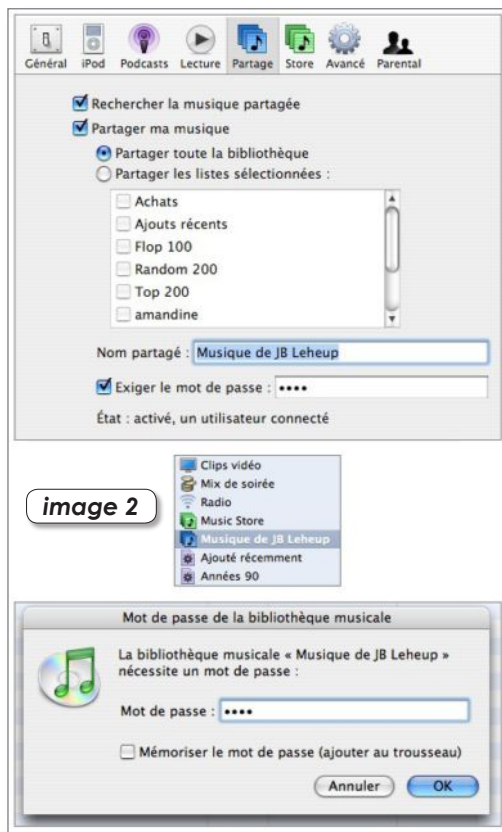 Général iPod Podcasts Lecture Partage Store Avancé Parental
Rechercher la musique partagée
Partager ma musique
Partager toute la bibliothèque
Partager les listes sélectionnées :
Achats
Ajouts récents
Flop 100
Random 200
Top 200
amandine
Nom partagé : Musique de JB Leheup
Exiger le mot de passe : ••••
État : activé, un utilisateur connecté
image 2
Clips vidéo
Mix de soirée
Radio
Music Store
Musique de JB Leheup
Ajouté récemment
Années 90
Mot de passe de la bibliothèque musicale
La bibliothèque musicale « Musique de JB Leheup »
nécessite un mot de passe :
Mot de passe : ••••
Mémoriser le mot de passe (ajouter au trousseau)
Annuler OK